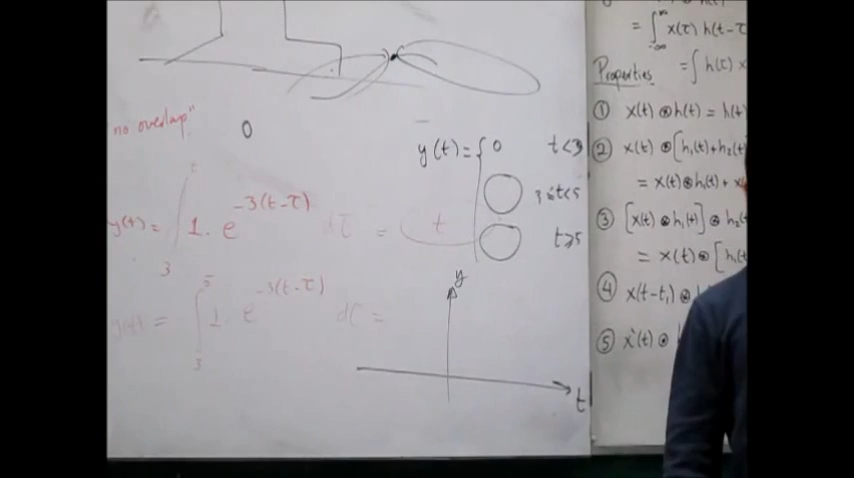 no overlap"
0
y(t) = { 0 t<3
3≤t<5
t≥5
y(t) = ∫ 3 t 1. e^-3(t-τ) dτ = t
y(t) = ∫ 3 5 1. e^-3(t-τ) dτ =
y
t
= ∫ -∞ ∞ x(τ) h(t-τ
Properties = ∫ h(τ) x
① x(t) ⊛ h(t) = h(t
② x(t) ⊛ [h₁(t)+h₂(t)
= x(t)⊛h₁(t) +
③ [x(t) ⊛ h₁(t)] ⊛ h₂(t
= x(t) ⊛ [h₁(t
④ x(t-t₁) ⊛
⑤ x'(t) ⊛